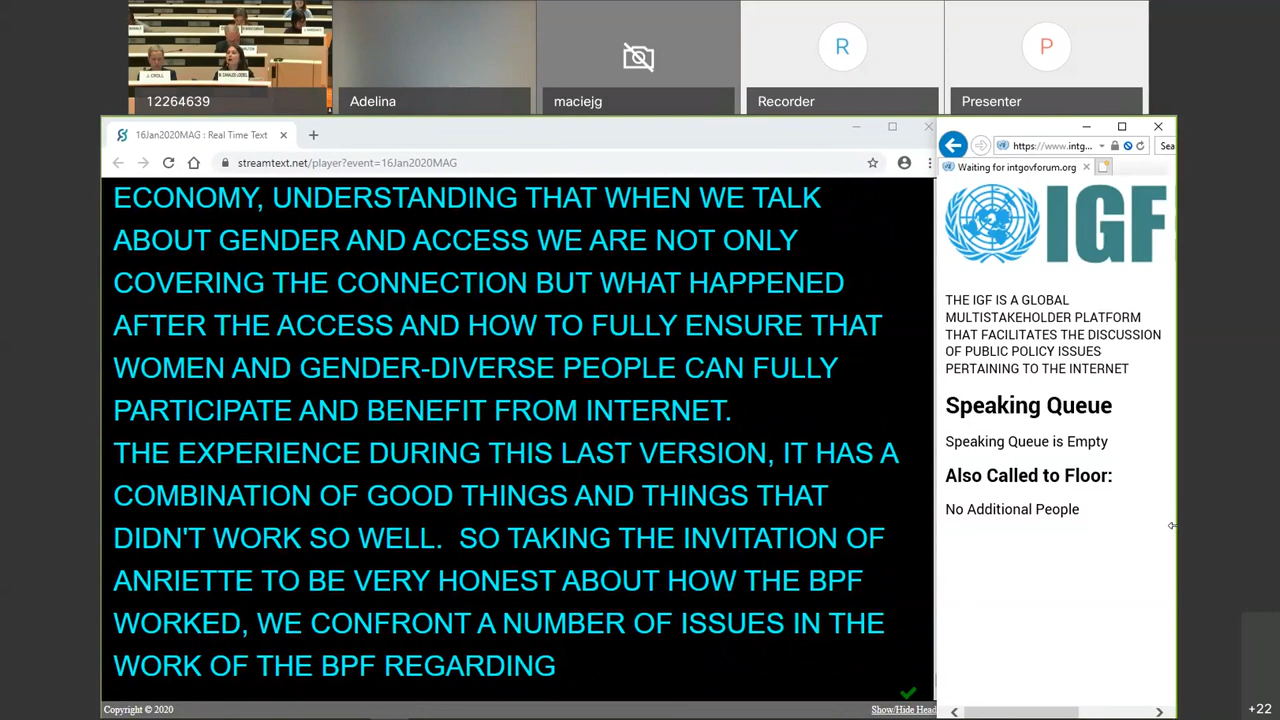 J. CROLL
12264639
Adelina
maciejg
R
Recorder
P
Presenter
16Jan2020MAG : Real Time Text
streamtext.net/player?event=16Jan2020MAG
ECONOMY, UNDERSTANDING THAT WHEN WE TALK
ABOUT GENDER AND ACCESS WE ARE NOT ONLY
COVERING THE CONNECTION BUT WHAT HAPPENED
AFTER THE ACCESS AND HOW TO FULLY ENSURE THAT
WOMEN AND GENDER-DIVERSE PEOPLE CAN FULLY
PARTICIPATE AND BENEFIT FROM INTERNET.
THE EXPERIENCE DURING THIS LAST VERSION, IT HAS A
COMBINATION OF GOOD THINGS AND THINGS THAT
DIDN'T WORK SO WELL.  SO TAKING THE INVITATION OF
ANRIETTE TO BE VERY HONEST ABOUT HOW THE BPF
WORKED, WE CONFRONT A NUMBER OF ISSUES IN THE
WORK OF THE BPF REGARDING
Copyright © 2020
Show/Hide Head
https://www.intg...
Sea
Waiting for intgovforum.org
IGF
THE IGF IS A GLOBAL
MULTISTAKEHOLDER PLATFORM
THAT FACILITATES THE DISCUSSION
OF PUBLIC POLICY ISSUES
PERTAINING TO THE INTERNET
Speaking Queue
Speaking Queue is Empty
Also Called to Floor:
No Additional People
+22